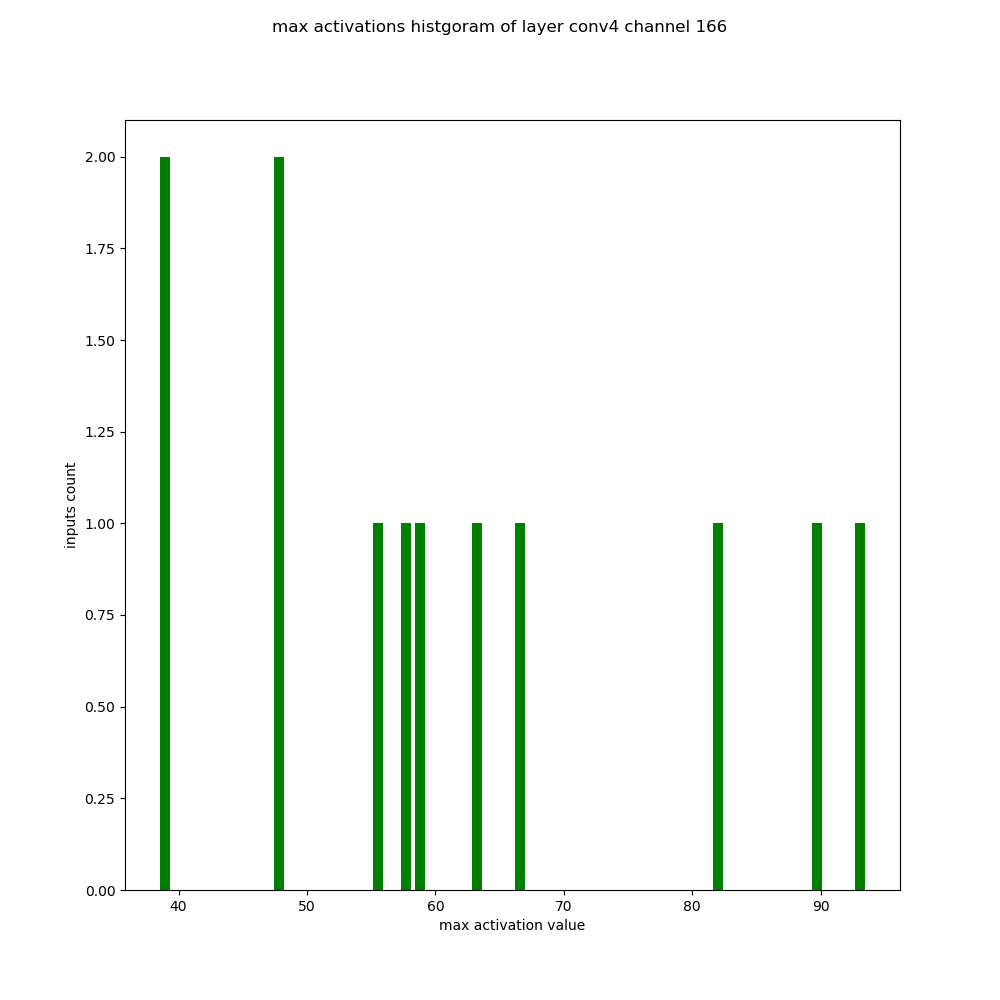 max activations histgoram of layer conv4 channel 166
2.00
1.75
1.50
1.25
1.00
0.75
0.50
0.25
0.00
inputs count
40 50 60 70 80 90
max activation value